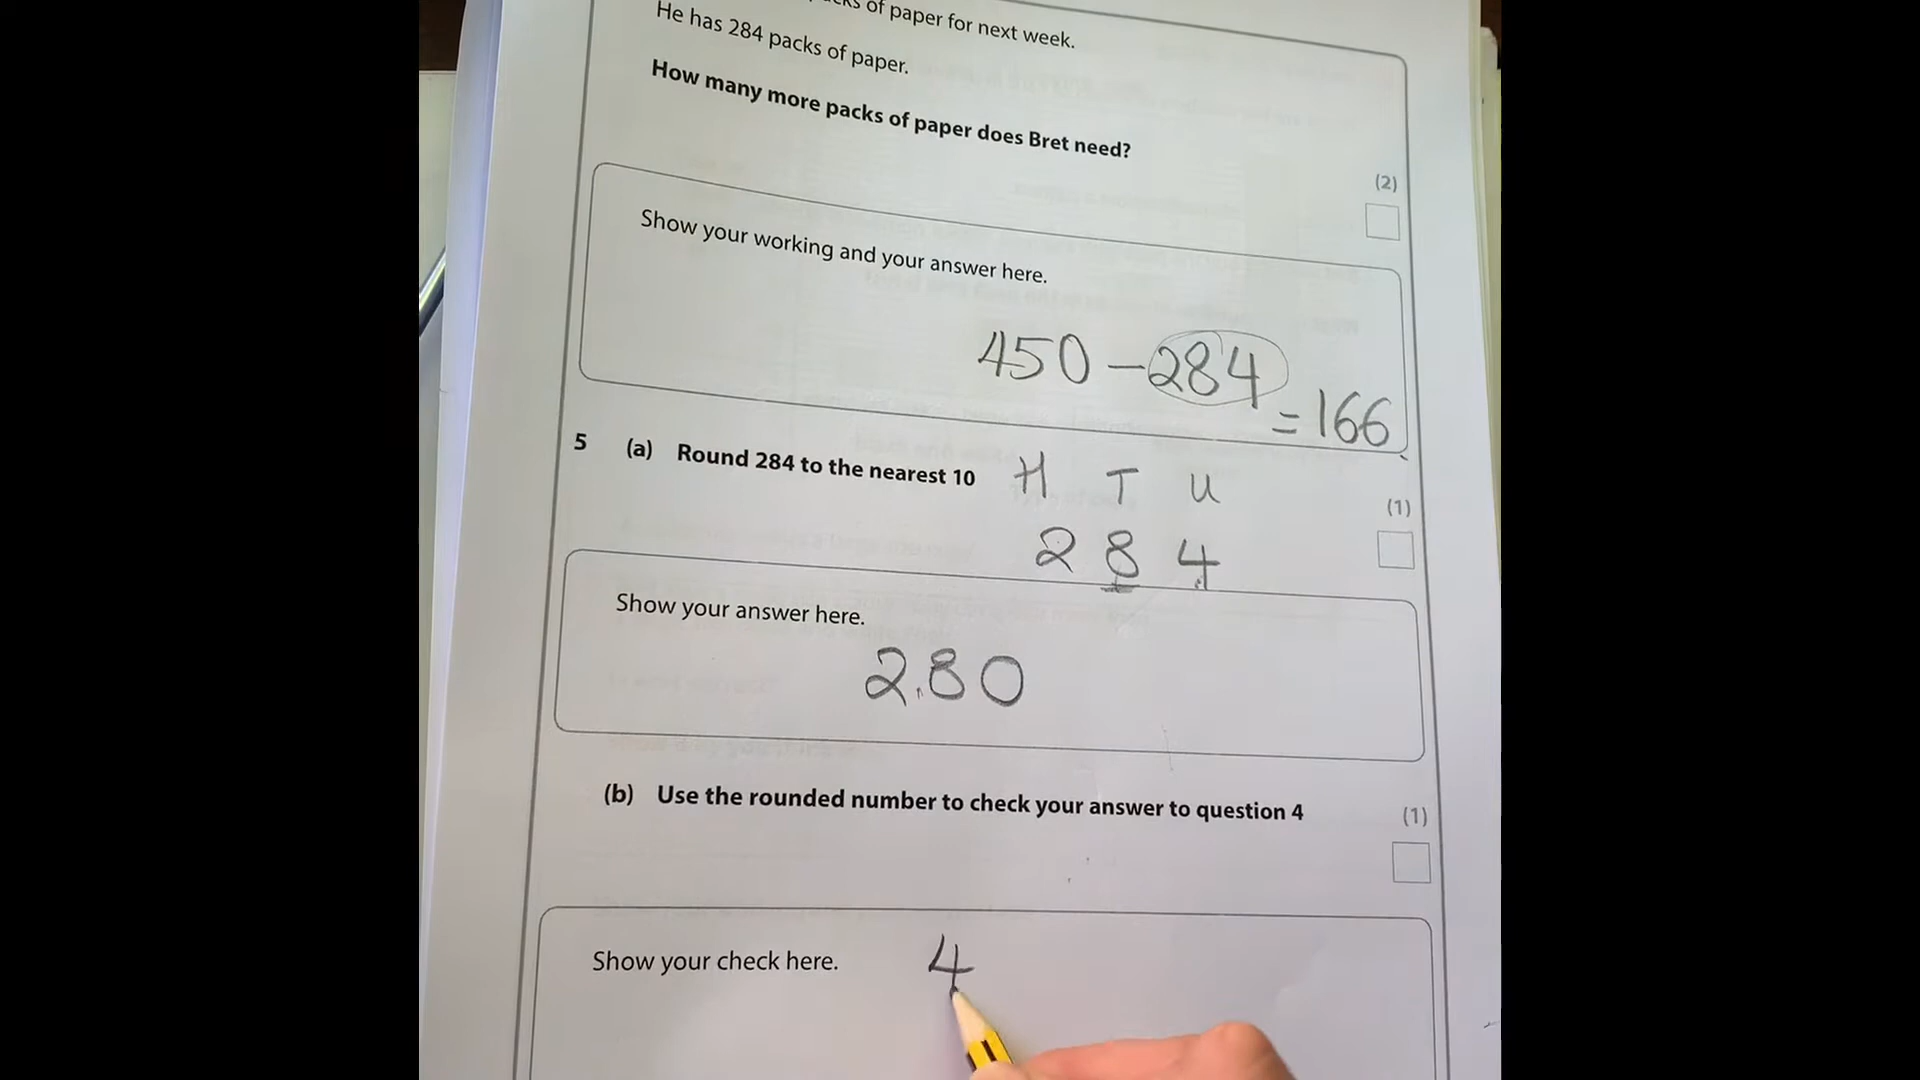 of paper for next week.
He has 284 packs of paper.
How many more packs of paper does Bret need?
(2)
Show your working and your answer here.
450 - 284
= 166
5 (a) Round 284 to the nearest 10
H T U
(1)
2 8 4
Show your answer here.
280
(b) Use the rounded number to check your answer to question 4
(1)
Show your check here. 4